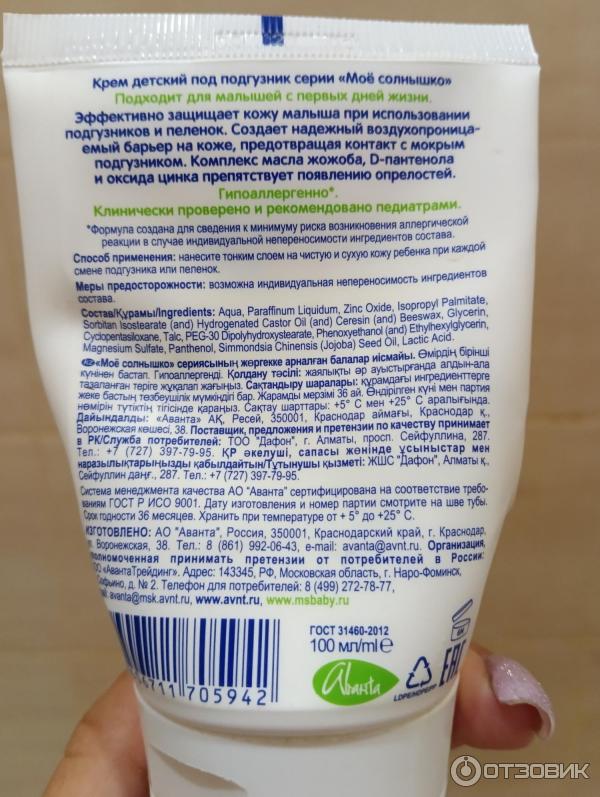 Крем детский под подгузник серии «Моё солнышко»
Подходит для малышей с первых дней жизни.
Эффективно защищает кожу малыша при использовании
подгузников и пеленок. Создает надежный воздухопроница-
емый барьер на коже, предотвращая контакт с мокрым
подгузником. Комплекс масла жожоба, D-пантенола
и оксида цинка препятствует появлению опрелостей.
Гипоаллергенно*.
Клинически проверено и рекомендовано педиатрами.
*Формула создана для сведения к минимуму риска возникновения аллергической
реакции в случае индивидуальной непереносимости ингредиентов состава.
Способ применения: нанесите тонким слоем на чистую и сухую кожу ребенка при каждой
смене подгузника или пеленок.
Меры предосторожности: возможна индивидуальная непереносимость ингредиентов
состава.
Состав/Құрамы/Ingredients: Aqua, Paraffinum Liquidum, Zinc Oxide, Isopropyl Palmitate,
Sorbitan Isostearate (and) Hydrogenated Castor Oil (and) Ceresin (and) Beeswax, Glycerin,
Cyclopentasiloxane, Talc, PEG-30 Dipolyhydroxystearate, Phenoxyethanol (and) Ethylhexylglycerin,
Magnesium Sulfate, Panthenol, Simmondsia Chinensis (Jojoba) Seed Oil, Lactic Acid.
«Моё солнышко» сериясының жөргекке арналған балалар иісмайы. Өмірдің бірінші
күнінен бастап. Гипоаллергенді. Қолдану тәсілі: жаялықты әр ауыстырғанда алдын-ала
тазаланған теріге жұқалап жағыңыз. Сақтандыру шаралары: құрамдағы ингредиенттерге
жеке бастың төзбеушілік мүмкіндігі бар. Жарамды мерзімі 36 ай. Жасалған күні мен партия
нөмірін түтіктің тігісінде қараңыз. Сақтау шарттары: +5° С мен +25° С аралығында.
Дайындалды: «Аванта» АҚ, Ресей, 350001, Краснодар аймағы, Краснодар қ.,
Воронежская көшесі, 38. Поставщик, предложения и претензии по качеству принимает
в РК/Служба потребителей: ТОО "Дафон", г. Алматы, просп. Сейфуллина, 287.
Тел.: +7 (727) 397-79-95. ҚР әкелуші, сапасы жөнінде ұсыныстар мен
наразылықтарыңызды қабылдайтын/Тұтынушы қызметі: ЖШС "Дафон", Алматы қ.,
Сейфуллин даңғ., 287. Тел.: +7 (727) 397-79-95.
Система менеджмента качества АО "Аванта" сертифицирована на соответствие требо-
ваниям ГОСТ Р ИСО 9001. Дату изготовления и номер партии смотрите на шве тубы.
Срок годности 36 месяцев. Хранить при температуре от + 5° до +25° С.
ИЗГОТОВЛЕНО: АО "Аванта", Россия, 350001, Краснодарский край, г. Краснодар,
ул. Воронежская, 38. Тел.: 8 (861) 992-06-43, e-mail: avanta@avnt.ru. Организация,
уполномоченная принимать претензии от потребителей в России:
ООО «АвантаТрейдинг». Адрес: 143345, РФ, Московская область, г. Наро-Фоминск,
д. № 2. Телефон для потребителей: 8 (499) 272-78-77,
avanta@msk.avnt.ru, www.avnt.ru, www.msbaby.ru
ГОСТ 31460-2012
100 мл/ml e
6711 705942
Avanta
EAC
ОТЗОВИК